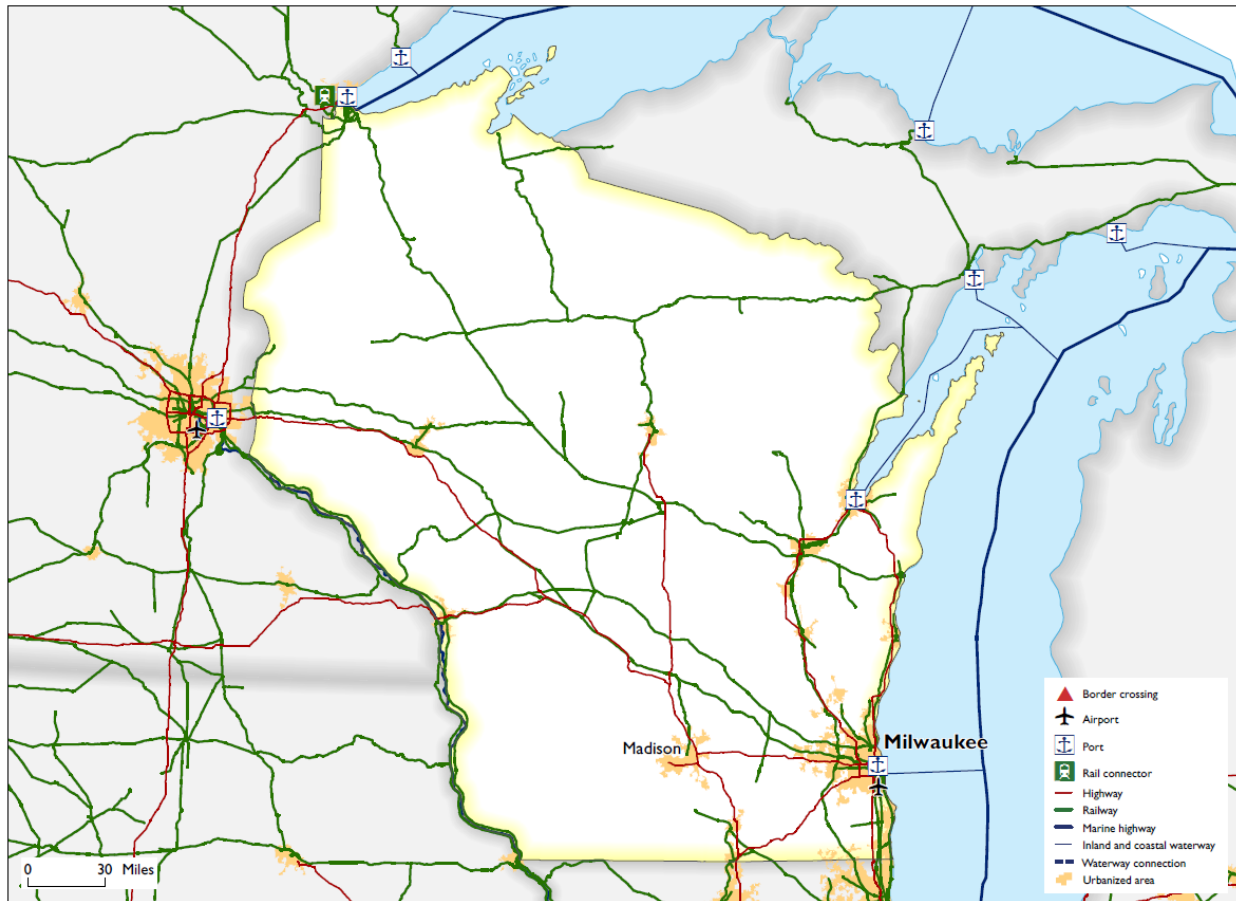 Madison
Milwaukee
Border crossing
Airport
Port
Rail connector
Highway
Railway
Marine highway
Inland and coastal waterway
Waterway connection
Urbanized area
0 30 Miles